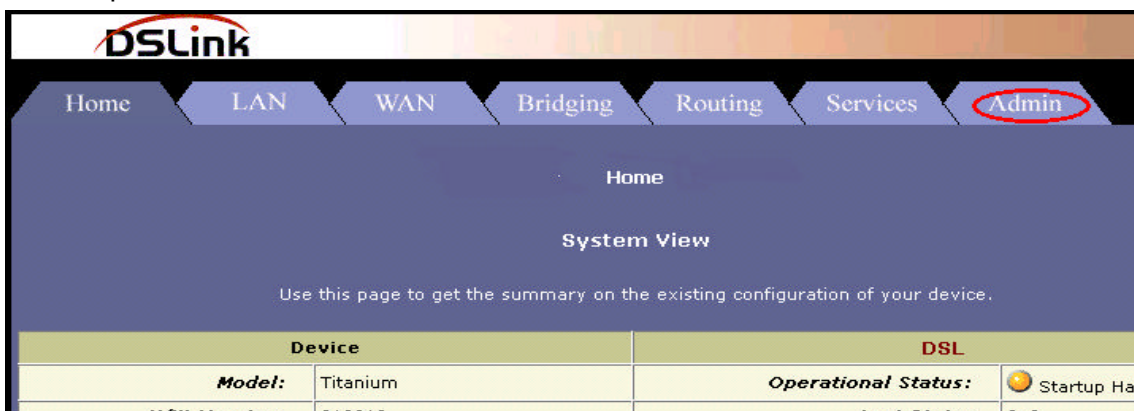 DSLink
Home LAN WAN Bridging Routing Services Admin
Home
System View
Use this page to get the summary on the existing configuration of your device.
Device DSL
Model: Titanium Operational Status: Startup Ha